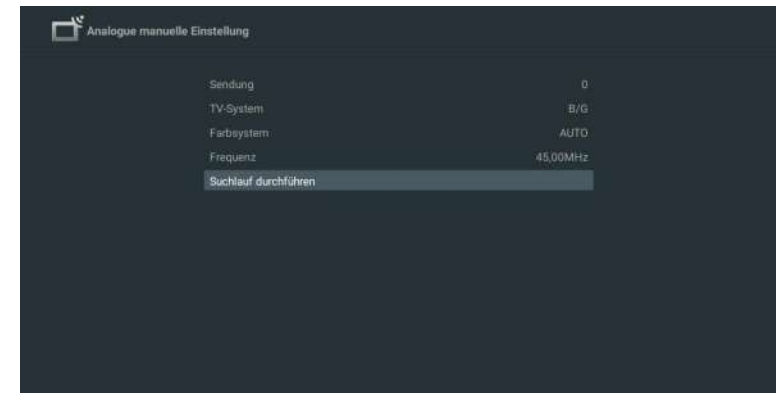 Analogue manuelle Einstellung
Sendung 0
TV-System B/G
Farbsystem AUTO
Frequenz 45,00MHz
Suchlauf durchführen